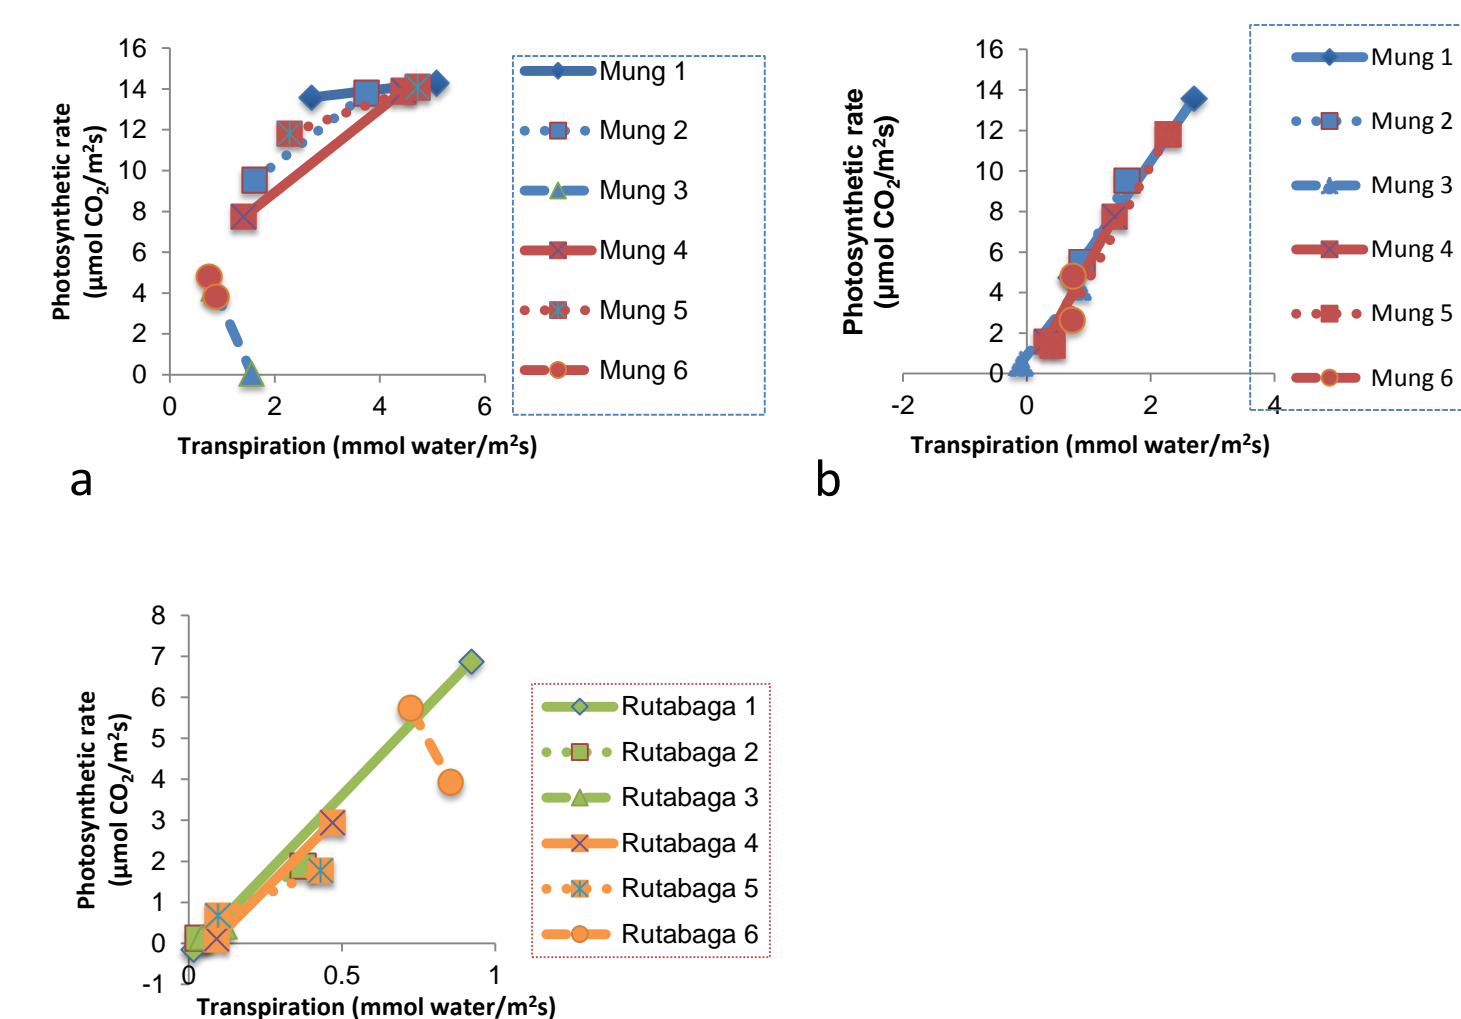 16
14
12
10
8
6
4
2
0
0 2 4 6
Photosynthetic rate
(µmol CO₂/m²s)
Transpiration (mmol water/m²s)
Mung 1
Mung 2
Mung 3
Mung 4
Mung 5
Mung 6
a
16
14
12
10
8
6
4
2
0
-2 0 2 4
Photosynthetic rate
(µmol CO₂/m²s)
Transpiration (mmol water/m²s)
Mung 1
Mung 2
Mung 3
Mung 4
Mung 5
Mung 6
b
8
7
6
5
4
3
2
1
0
-1
0 0.5 1
Photosynthetic rate
(µmol CO₂/m²s)
Transpiration (mmol water/m²s)
Rutabaga 1
Rutabaga 2
Rutabaga 3
Rutabaga 4
Rutabaga 5
Rutabaga 6